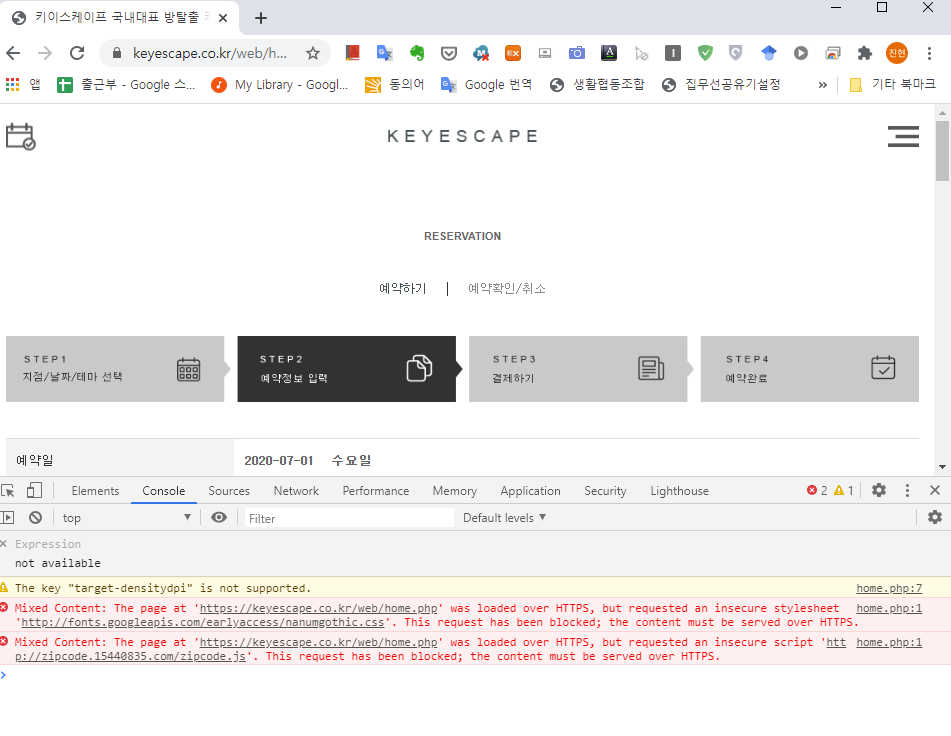 키이스케이프 국내대표 방탈출
keyescape.co.kr/web/h...
진현
앱
출근부 - Google 스...
My Library - Googl...
동의어
Google 번역
생활협동조합
집무선공유기설정
»
기타 북마크
KEYESCAPE
RESERVATION
예약하기 | 예약확인/취소
STEP1
지점/날짜/테마 선택
STEP2
예약정보 입력
STEP3
결제하기
STEP4
예약완료
예약일 2020-07-01 수요일
Elements Console Sources Network Performance Memory Application Security Lighthouse 2 1
top Filter Default levels
Expression
not available
The key "target-densitydpi" is not supported. home.php:7
Mixed Content: The page at 'https://keyescape.co.kr/web/home.php' was loaded over HTTPS, but requested an insecure stylesheet home.php:1
'http://fonts.googleapis.com/earlyaccess/nanumgothic.css'. This request has been blocked; the content must be served over HTTPS.
Mixed Content: The page at 'https://keyescape.co.kr/web/home.php' was loaded over HTTPS, but requested an insecure script 'htt home.php:1
p://zipcode.15440835.com/zipcode.js'. This request has been blocked; the content must be served over HTTPS.